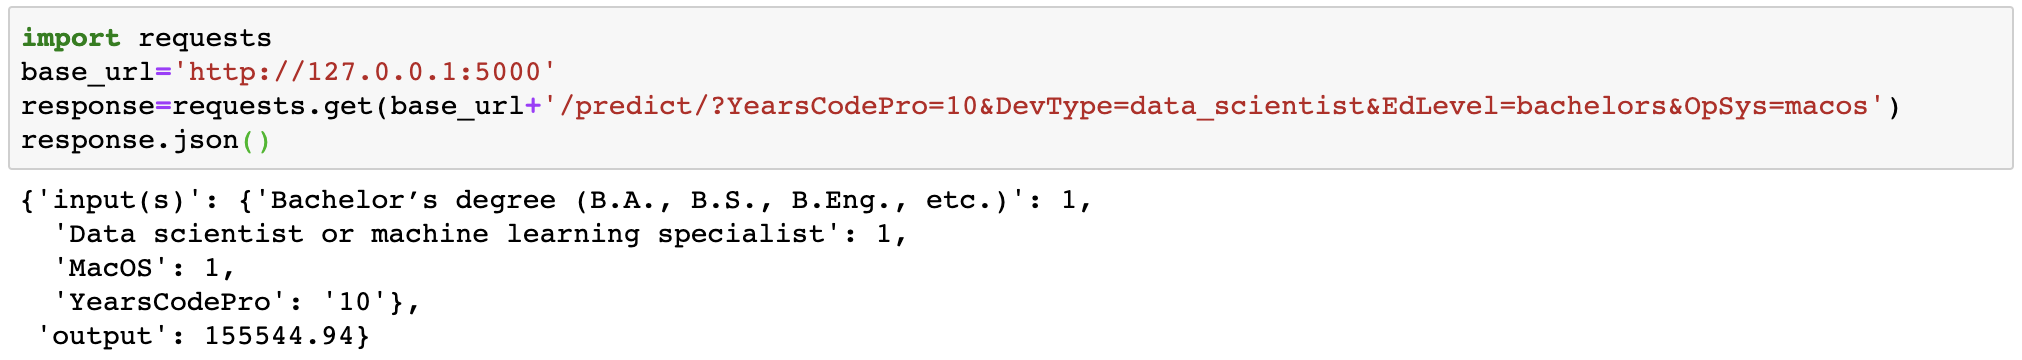 import requests
base_url='http://127.0.0.1:5000'
response=requests.get(base_url+'/predict/?YearsCodePro=10&DevType=data_scientist&EdLevel=bachelors&OpSys=macos')
response.json()
{'input(s)': {'Bachelor’s degree (B.A., B.S., B.Eng., etc.)': 1,
  'Data scientist or machine learning specialist': 1,
  'MacOS': 1,
  'YearsCodePro': '10'},
 'output': 155544.94}